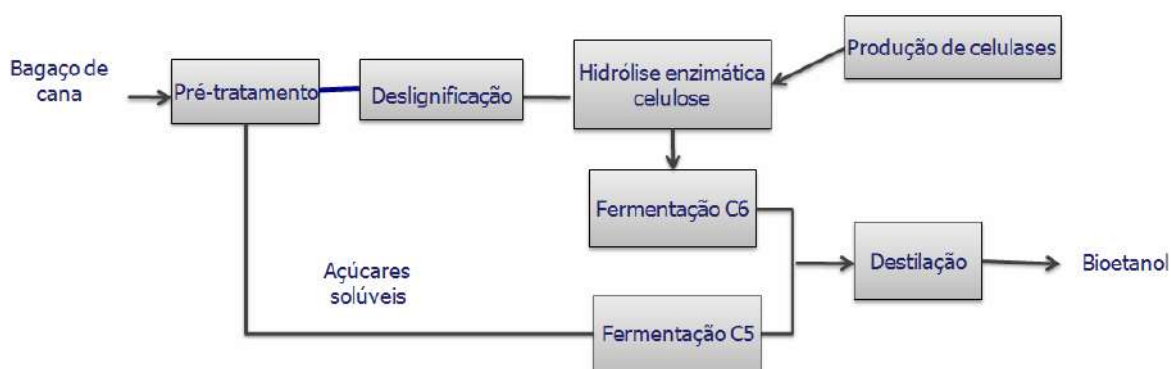 Bagaço de
cana
Pré-tratamento
Deslignificação
Hidrólise enzimática
celulose
Produção de celulases
Fermentação C6
Açúcares
solúveis
Fermentação C5
Destilação
Bioetanol